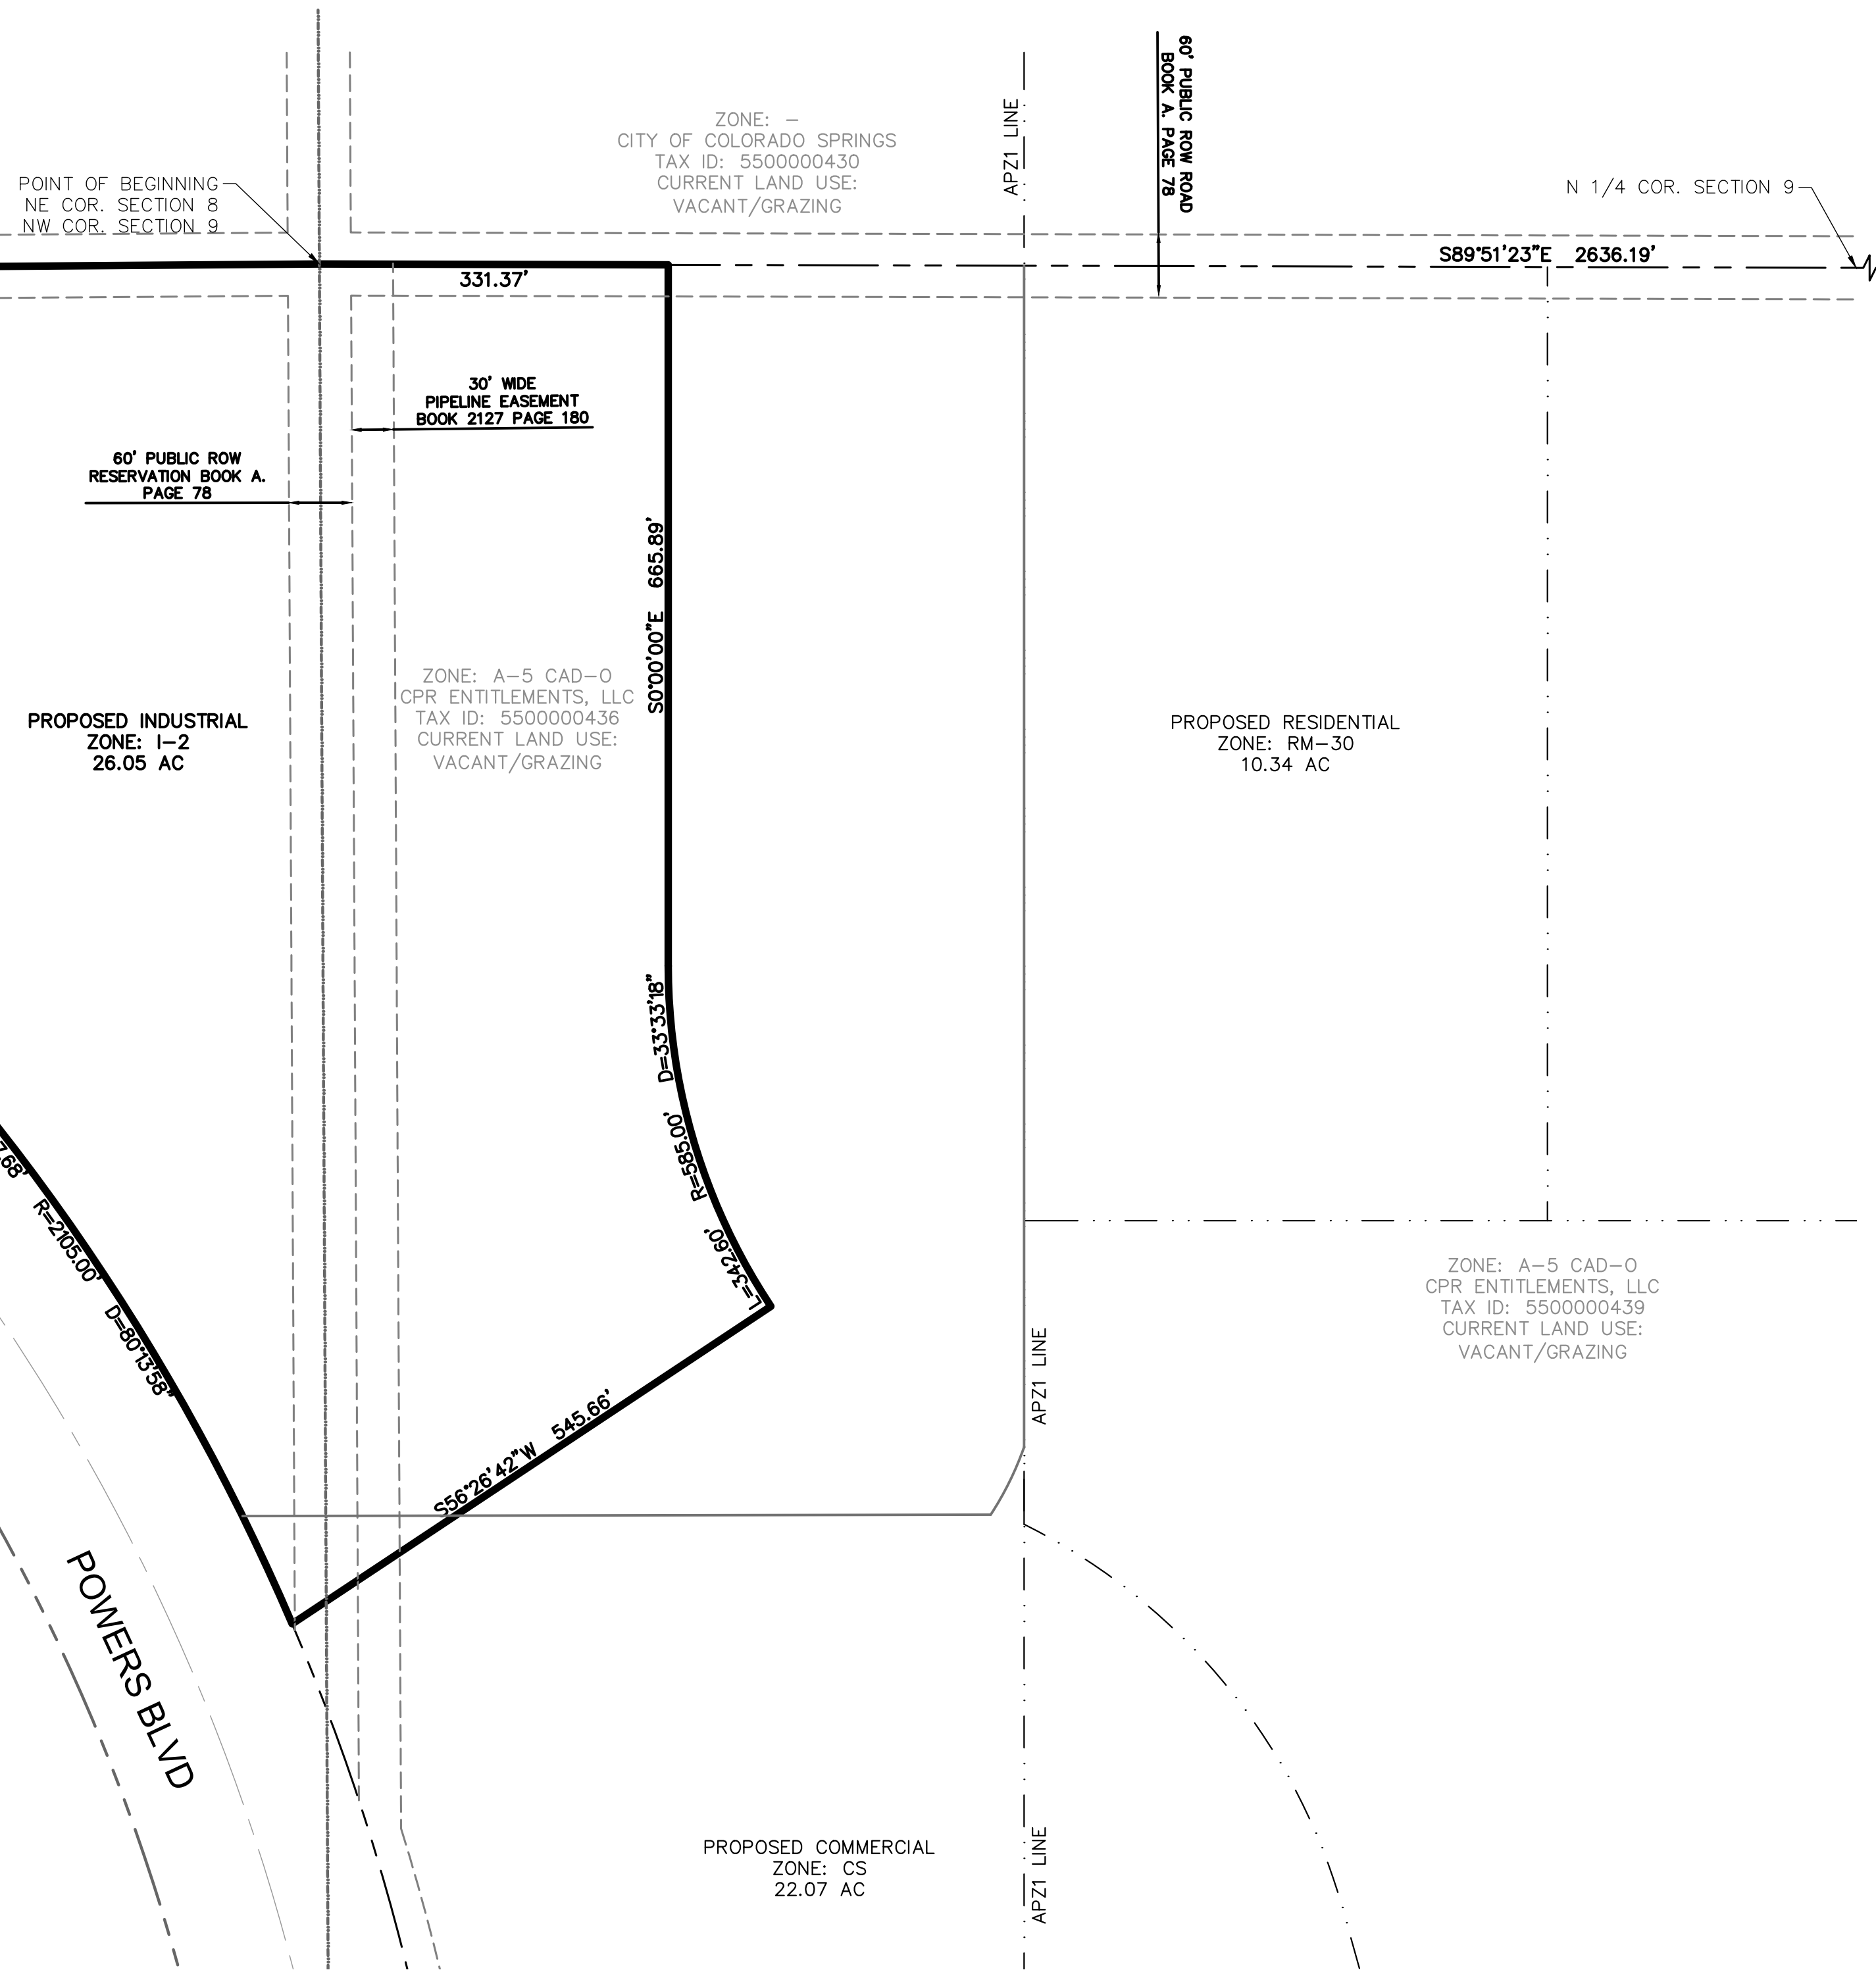 60' PUBLIC ROW ROAD
BOOK A. PAGE 78
APZ1 LINE
ZONE: –
CITY OF COLORADO SPRINGS
TAX ID: 5500000430
CURRENT LAND USE:
VACANT/GRAZING
POINT OF BEGINNING
NE COR. SECTION 8
NW COR. SECTION 9
N 1/4 COR. SECTION 9
S89°51'23"E 2636.19'
331.37'
30' WIDE
PIPELINE EASEMENT
BOOK 2127 PAGE 180
60' PUBLIC ROW
RESERVATION BOOK A.
PAGE 78
S0°00'00"E 665.89'
ZONE: A–5 CAD–O
CPR ENTITLEMENTS, LLC
TAX ID: 5500000436
CURRENT LAND USE:
VACANT/GRAZING
PROPOSED INDUSTRIAL
ZONE: I–2
26.05 AC
PROPOSED RESIDENTIAL
ZONE: RM–30
10.34 AC
L=342.60' R=585.00' D=33°33'18"
R=2105.00' D=80°13'58"
ZONE: A–5 CAD–O
CPR ENTITLEMENTS, LLC
TAX ID: 5500000439
CURRENT LAND USE:
VACANT/GRAZING
APZ1 LINE
S56°26'42"W 545.66'
POWERS BLVD
PROPOSED COMMERCIAL
ZONE: CS
22.07 AC
APZ1 LINE